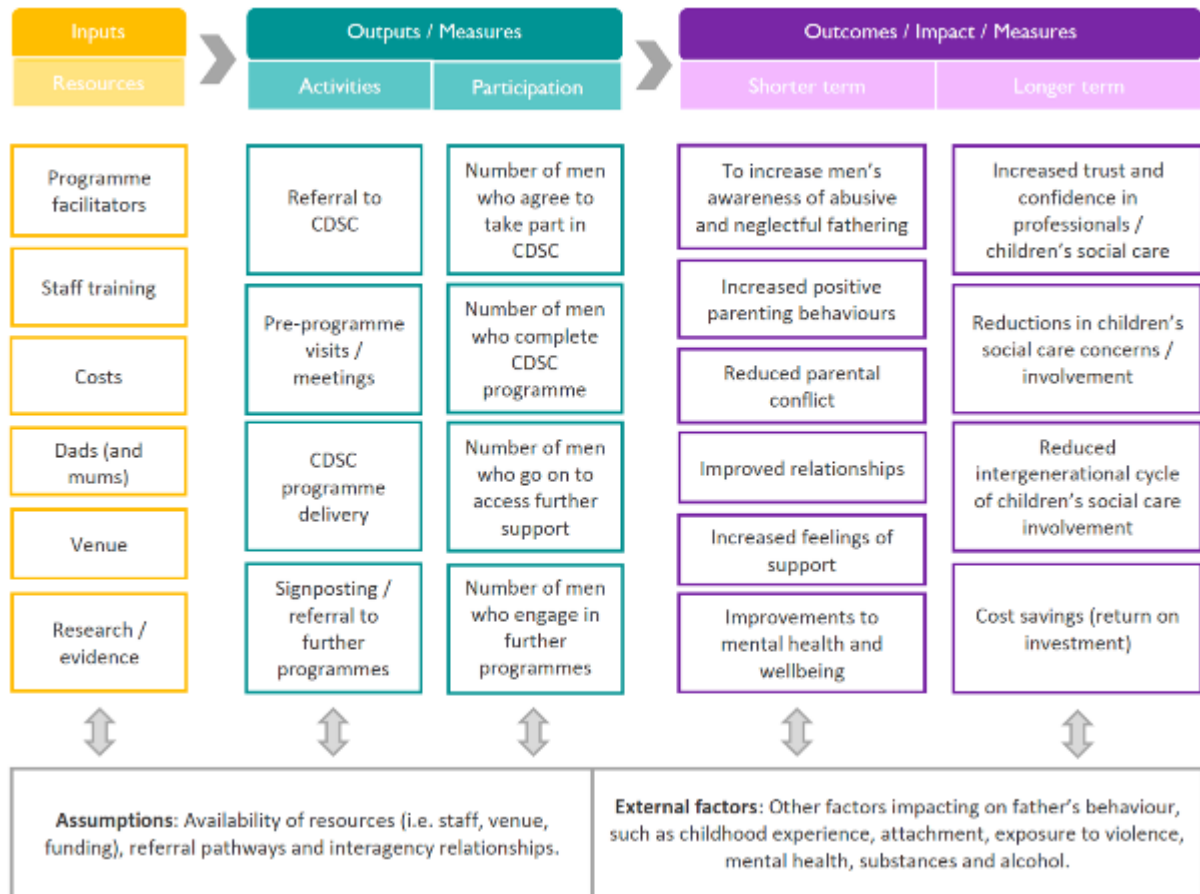 Inputs
Resources
Outputs / Measures
Activities
Participation
Outcomes / Impact / Measures
Shorter term
Longer term
Programme
facilitators
Staff training
Costs
Dads (and
mums)
Venue
Research /
evidence
Referral to
CDSC
Pre-programme
visits /
meetings
CDSC
programme
delivery
Signposting /
referral to
further
programmes
Number of men
who agree to
take part in
CDSC
Number of men
who complete
CDSC
programme
Number of men
who go on to
access further
support
Number of men
who engage in
further
programmes
To increase men's
awareness of abusive
and neglectful fathering
Increased positive
parenting behaviours
Reduced parental
conflict
Improved relationships
Increased feelings of
support
Improvements to
mental health and
wellbeing
Increased trust and
confidence in
professionals /
children's social care
Reductions in children's
social care concerns /
involvement
Reduced
intergenerational cycle
of children's social care
involvement
Cost savings (return on
investment)
Assumptions: Availability of resources (i.e. staff, venue,
funding), referral pathways and interagency relationships.
External factors: Other factors impacting on father's behaviour,
such as childhood experience, attachment, exposure to violence,
mental health, substances and alcohol.